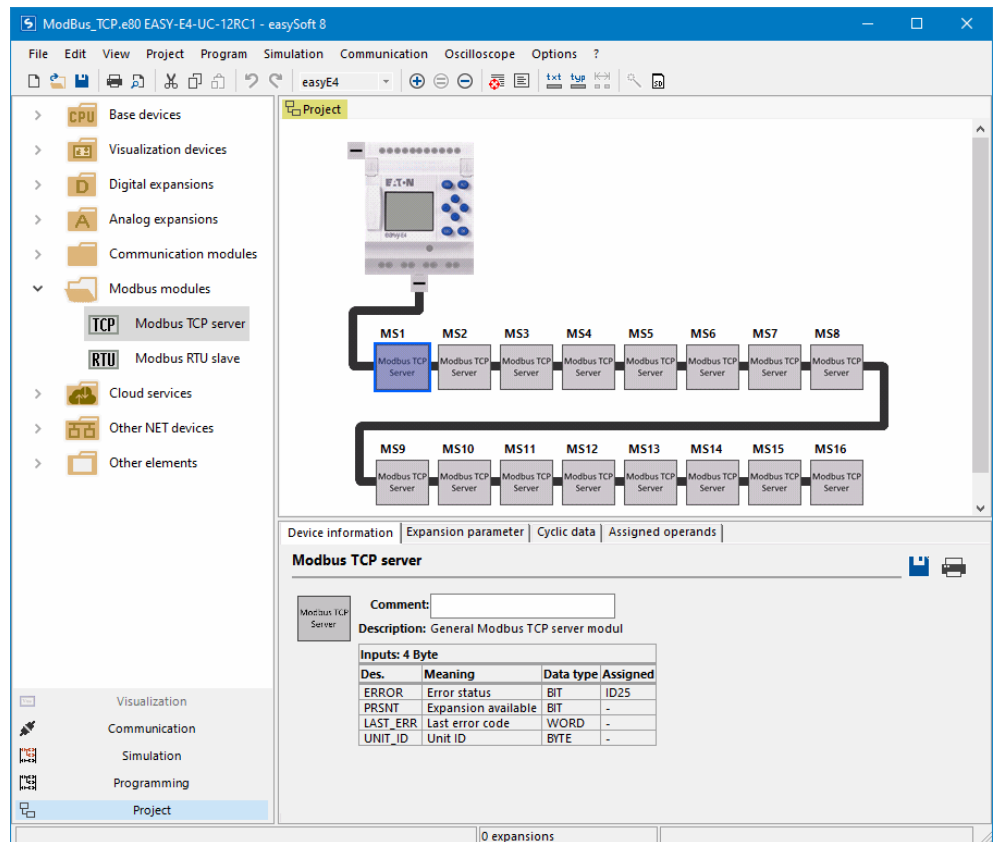 ModBus_TCP.e80 EASY-E4-UC-12RC1 - easySoft 8
File Edit View Project Program Simulation Communication Oscilloscope Options ?
easyE4 txt typ SD
CPU Base devices
Visualization devices
D Digital expansions
A Analog expansions
Communication modules
Modbus modules
TCP Modbus TCP server
RTU Modbus RTU slave
Cloud services
Other NET devices
Other elements
Visualization
Communication
Simulation
Programming
Project
Project
E·T·N
easyE4
MS1 MS2 MS3 MS4 MS5 MS6 MS7 MS8
Modbus TCP Modbus TCP Modbus TCP Modbus TCP Modbus TCP Modbus TCP Modbus TCP Modbus TCP
Server Server Server Server Server Server Server Server
MS9 MS10 MS11 MS12 MS13 MS14 MS15 MS16
Modbus TCP Modbus TCP Modbus TCP Modbus TCP Modbus TCP Modbus TCP Modbus TCP Modbus TCP
Server Server Server Server Server Server Server Server
Device information Expansion parameter Cyclic data Assigned operands
Modbus TCP server
Modbus TCP
Server
Comment:
Description: General Modbus TCP server modul
Inputs: 4 Byte
Des. Meaning Data type Assigned
ERROR Error status BIT ID25
PRSNT Expansion available BIT -
LAST_ERR Last error code WORD -
UNIT_ID Unit ID BYTE -
0 expansions